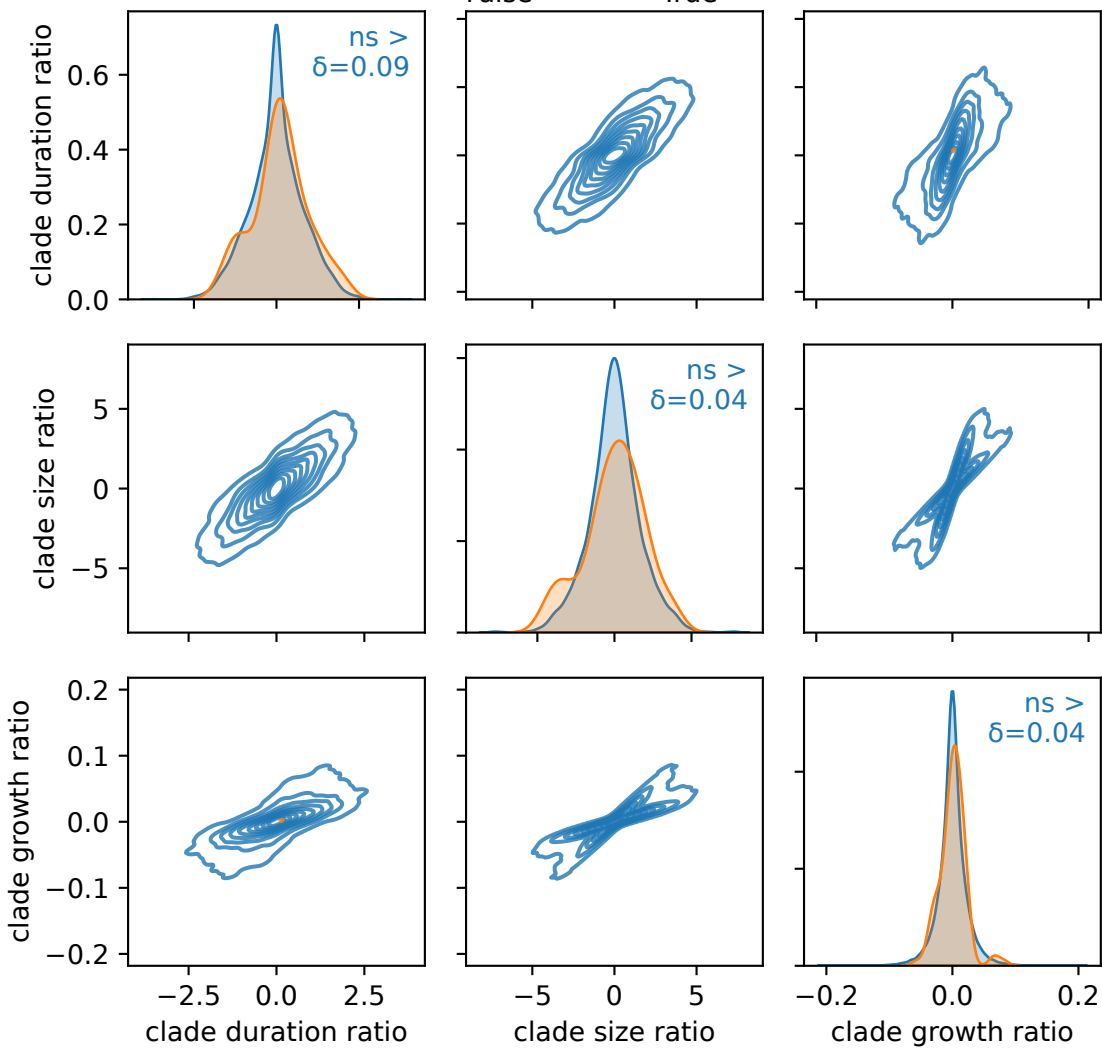 clade duration ratio
0.6
0.4
0.2
0.0
ns >
δ=0.09
clade size ratio
5
0
−5
ns >
δ=0.04
clade growth ratio
0.2
0.1
0.0
−0.1
−0.2
ns >
δ=0.04
−2.5 0.0 2.5
−5 0 5
−0.2 0.0 0.2
clade duration ratio
clade size ratio
clade growth ratio